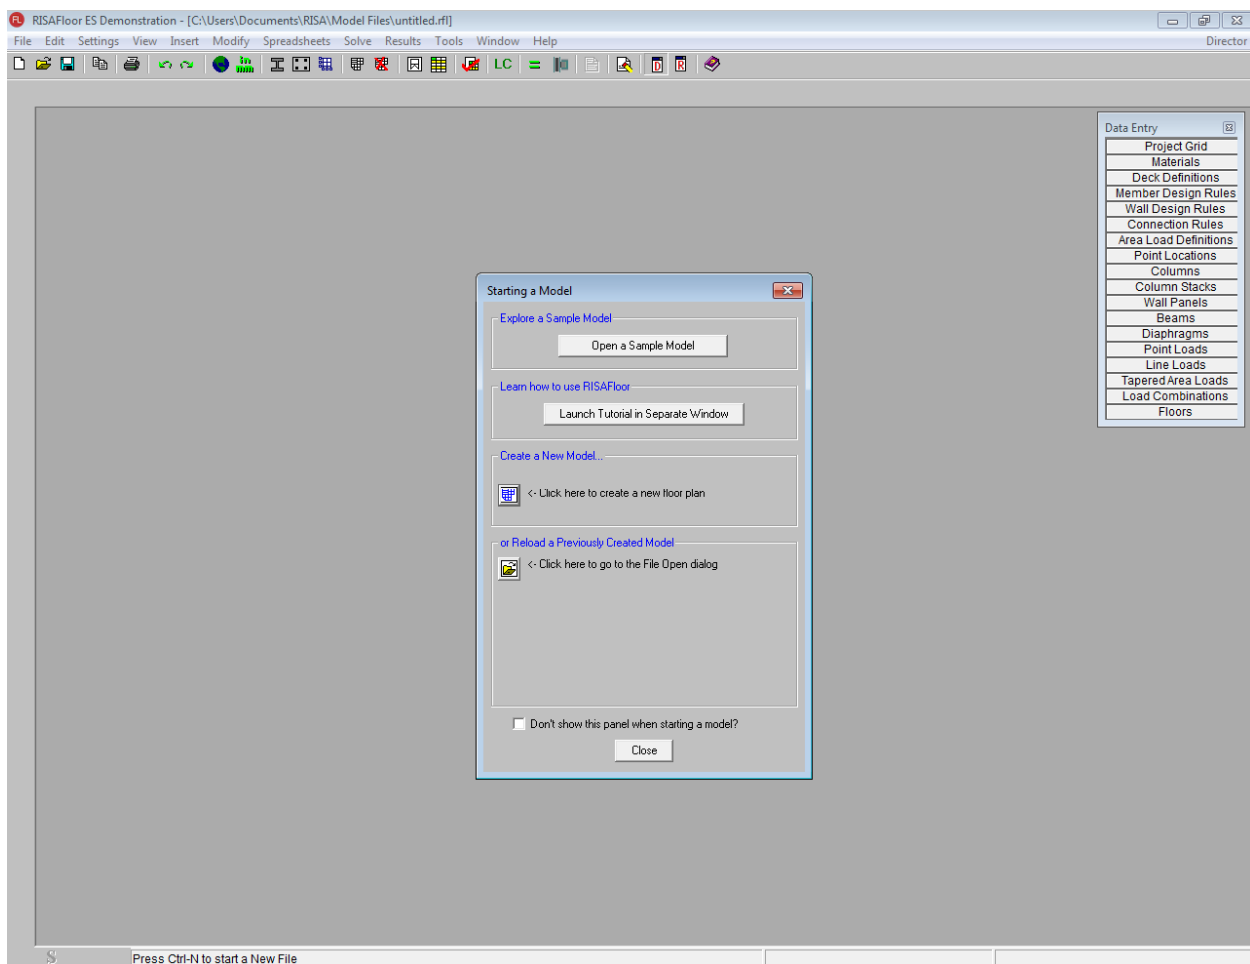 FL RISAFloor ES Demonstration - [C:\Users\Documents\RISA\Model Files\untitled.rfl]
File Edit Settings View Insert Modify Spreadsheets Solve Results Tools Window Help Director
LC = D R
Data Entry
Project Grid
Materials
Deck Definitions
Member Design Rules
Wall Design Rules
Connection Rules
Area Load Definitions
Point Locations
Columns
Column Stacks
Wall Panels
Beams
Diaphragms
Point Loads
Line Loads
Tapered Area Loads
Load Combinations
Floors
Starting a Model
Explore a Sample Model
Open a Sample Model
Learn how to use RISAFloor
Launch Tutorial in Separate Window
Create a New Model...
<- Click here to create a new floor plan
or Reload a Previously Created Model
<- Click here to go to the File Open dialog
Don't show this panel when starting a model?
Close
S Press Ctrl-N to start a New File